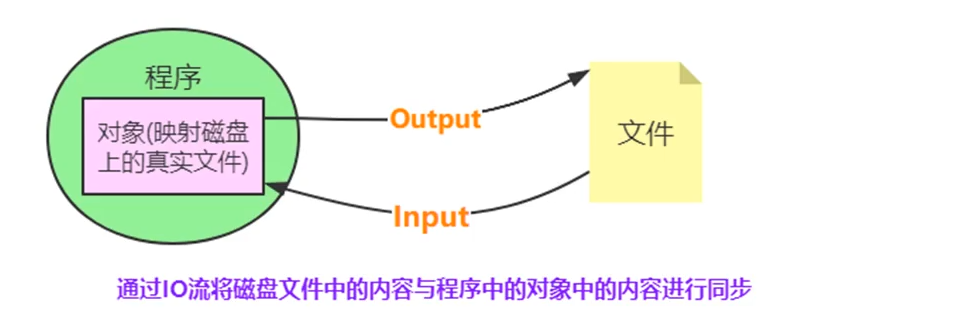 程序
对象(映射磁盘
上的真实文件)
Output
文件
Input
通过IO流将磁盘文件中的内容与程序中的对象中的内容进行同步